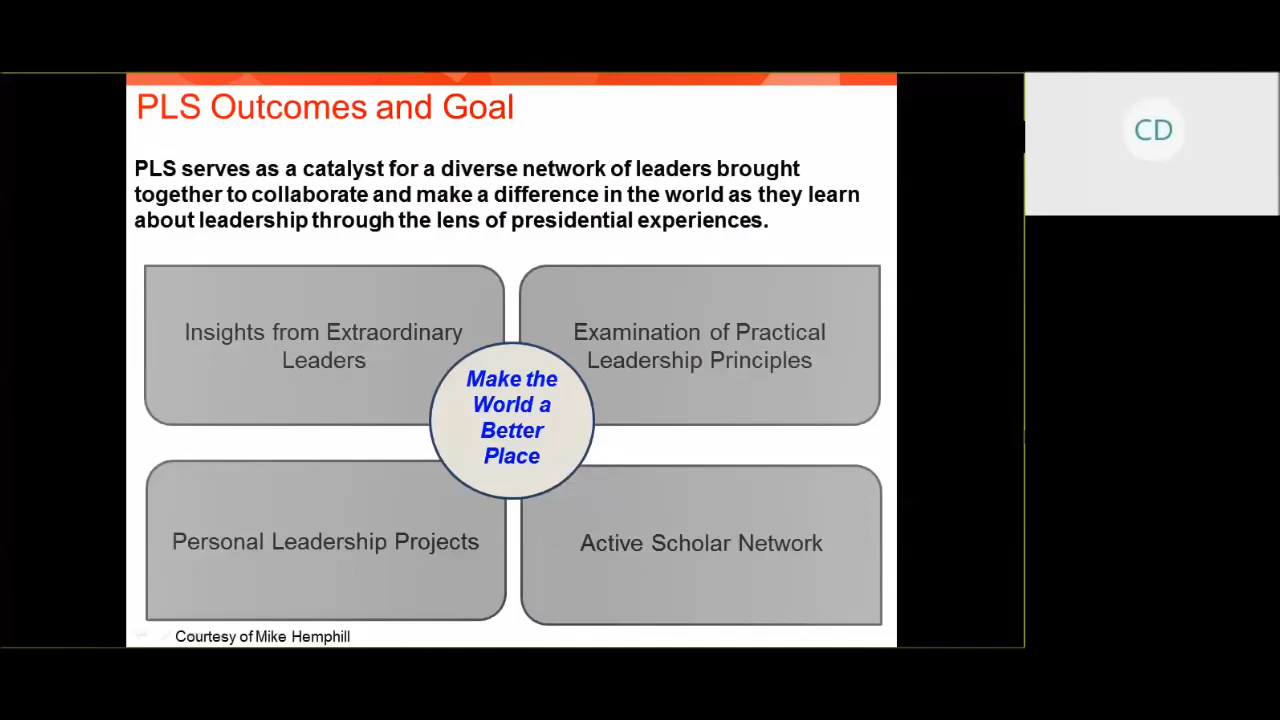 PLS Outcomes and Goal
PLS serves as a catalyst for a diverse network of leaders brought
together to collaborate and make a difference in the world as they learn
about leadership through the lens of presidential experiences.
Insights from Extraordinary
Leaders
Examination of Practical
Leadership Principles
Make the
World a
Better
Place
Personal Leadership Projects
Active Scholar Network
Courtesy of Mike Hemphill
CD